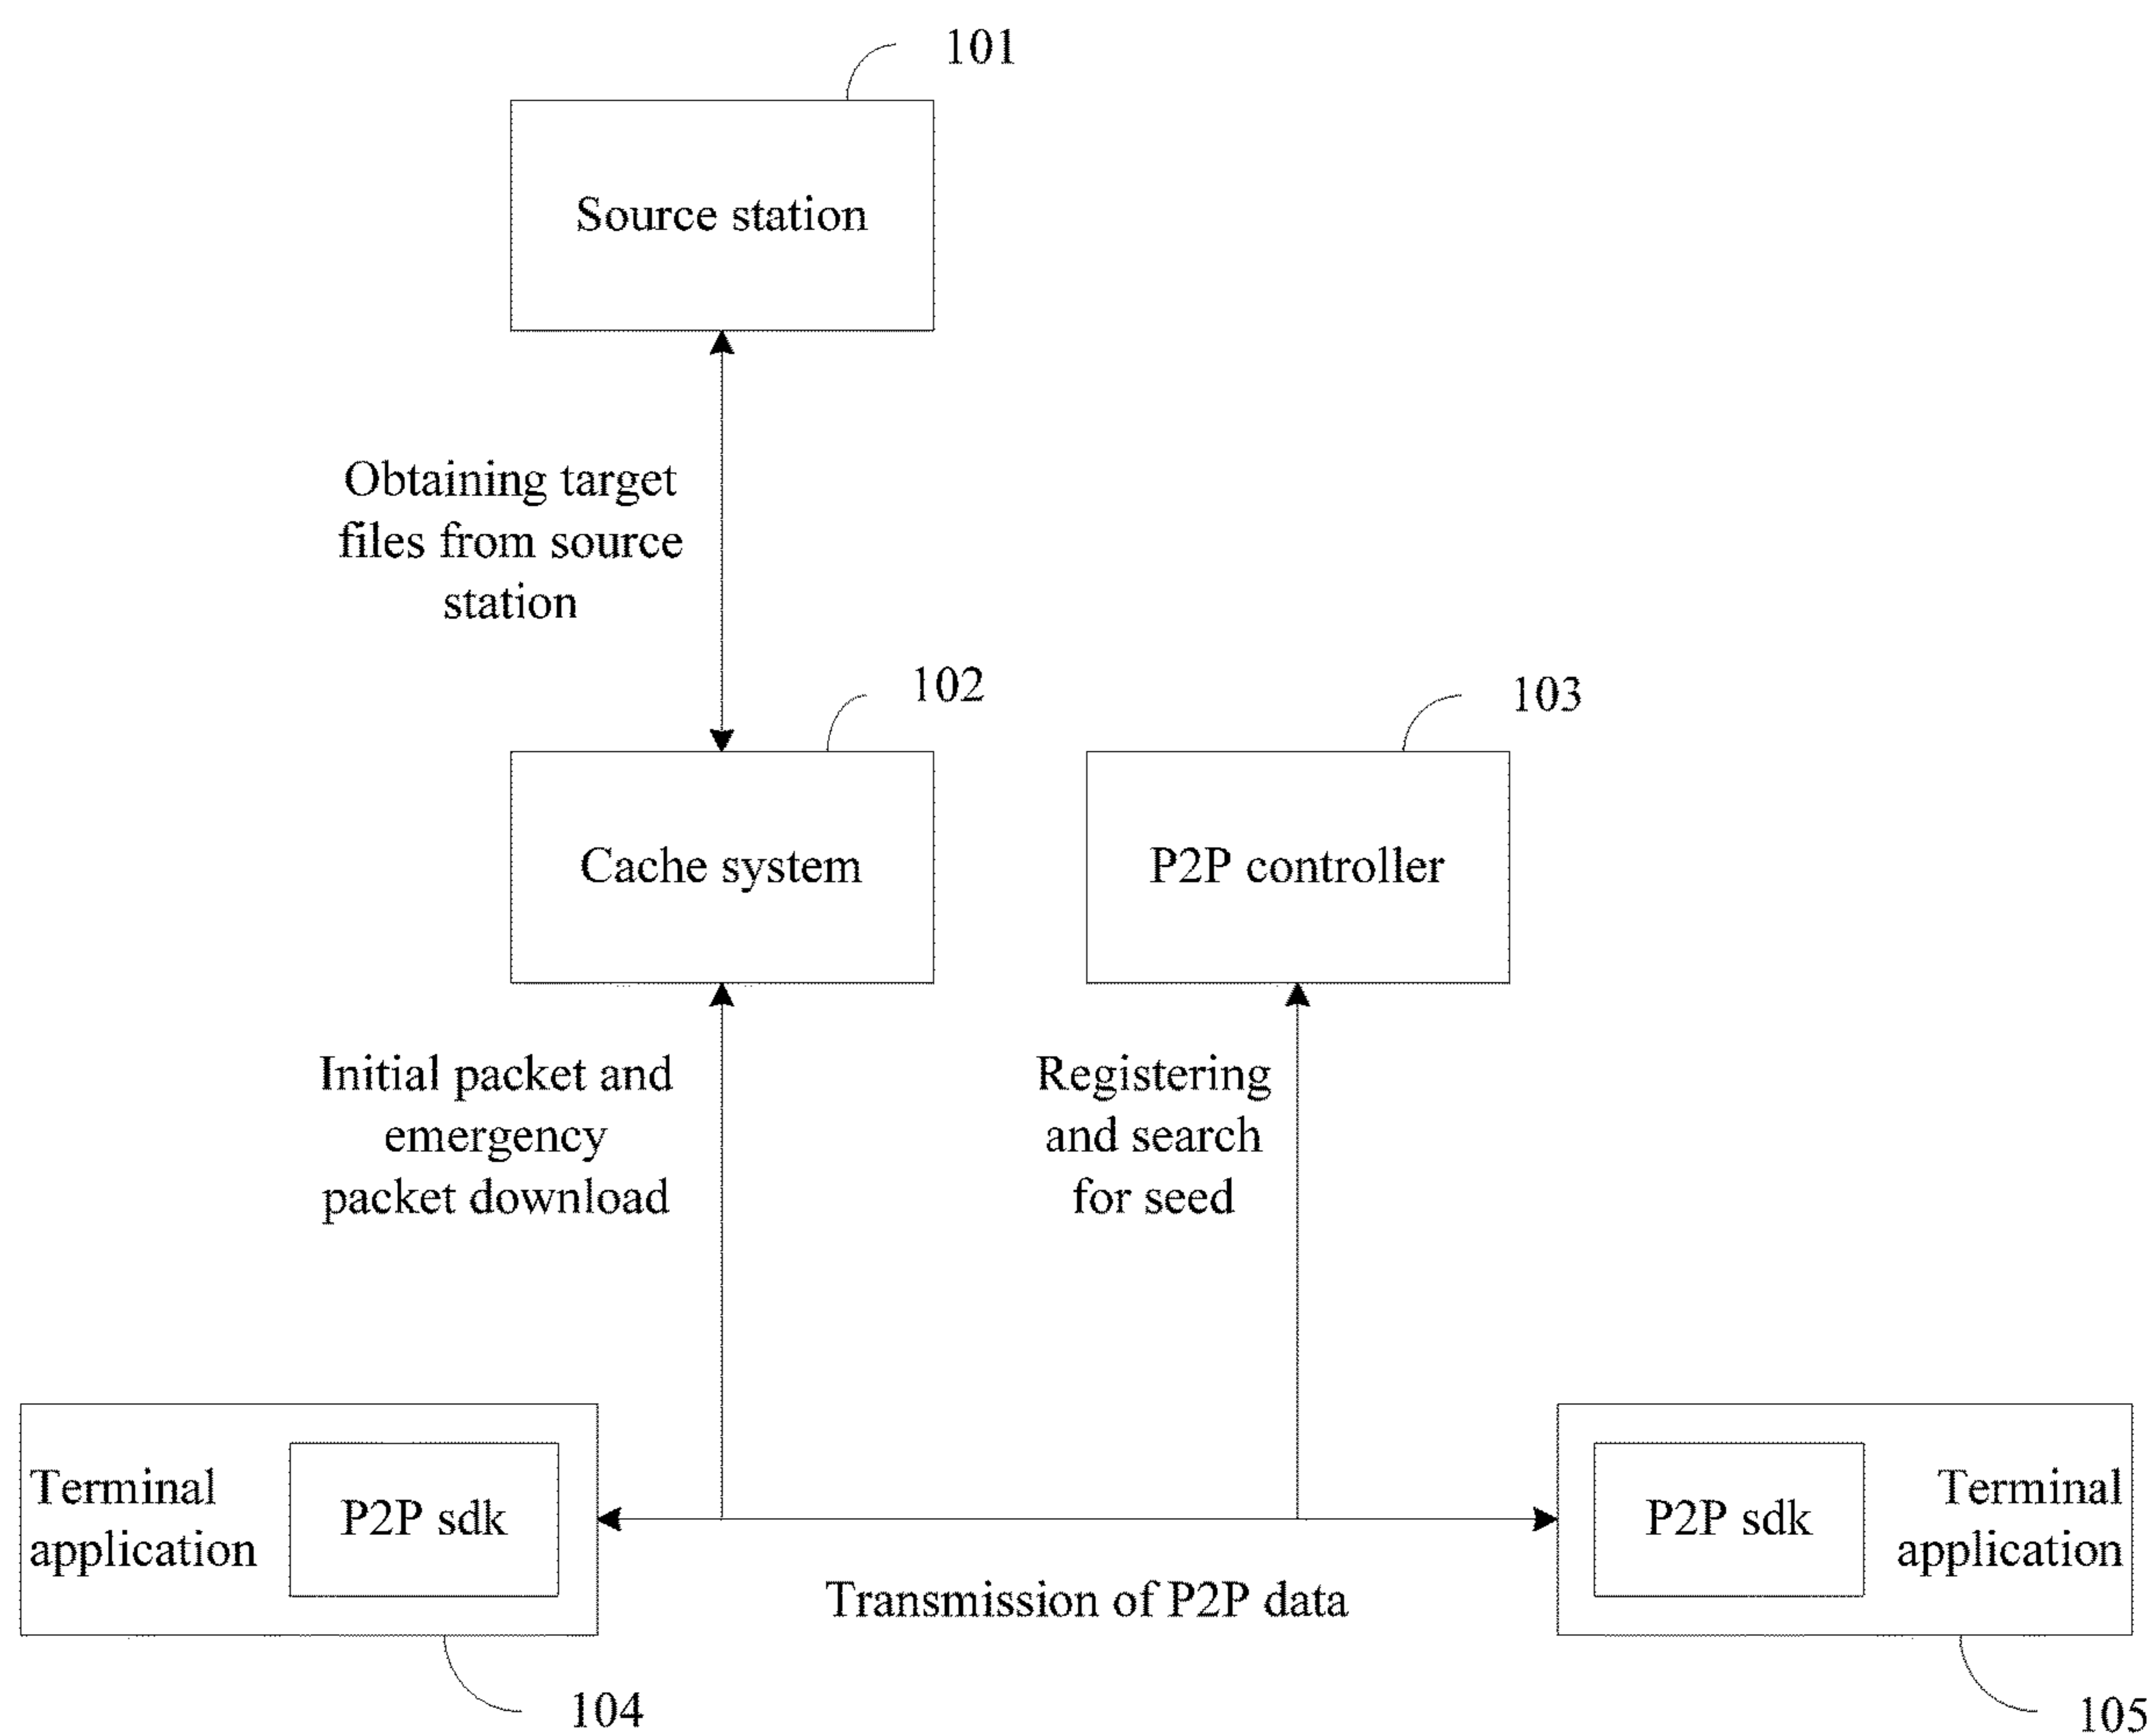 101
Source station
Obtaining target
files from source
station
102
103
Cache system
P2P controller
Initial packet and
emergency
packet download
Registering
and search
for seed
Terminal
application
P2P sdk
P2P sdk
Terminal
application
Transmission of P2P data
104
105